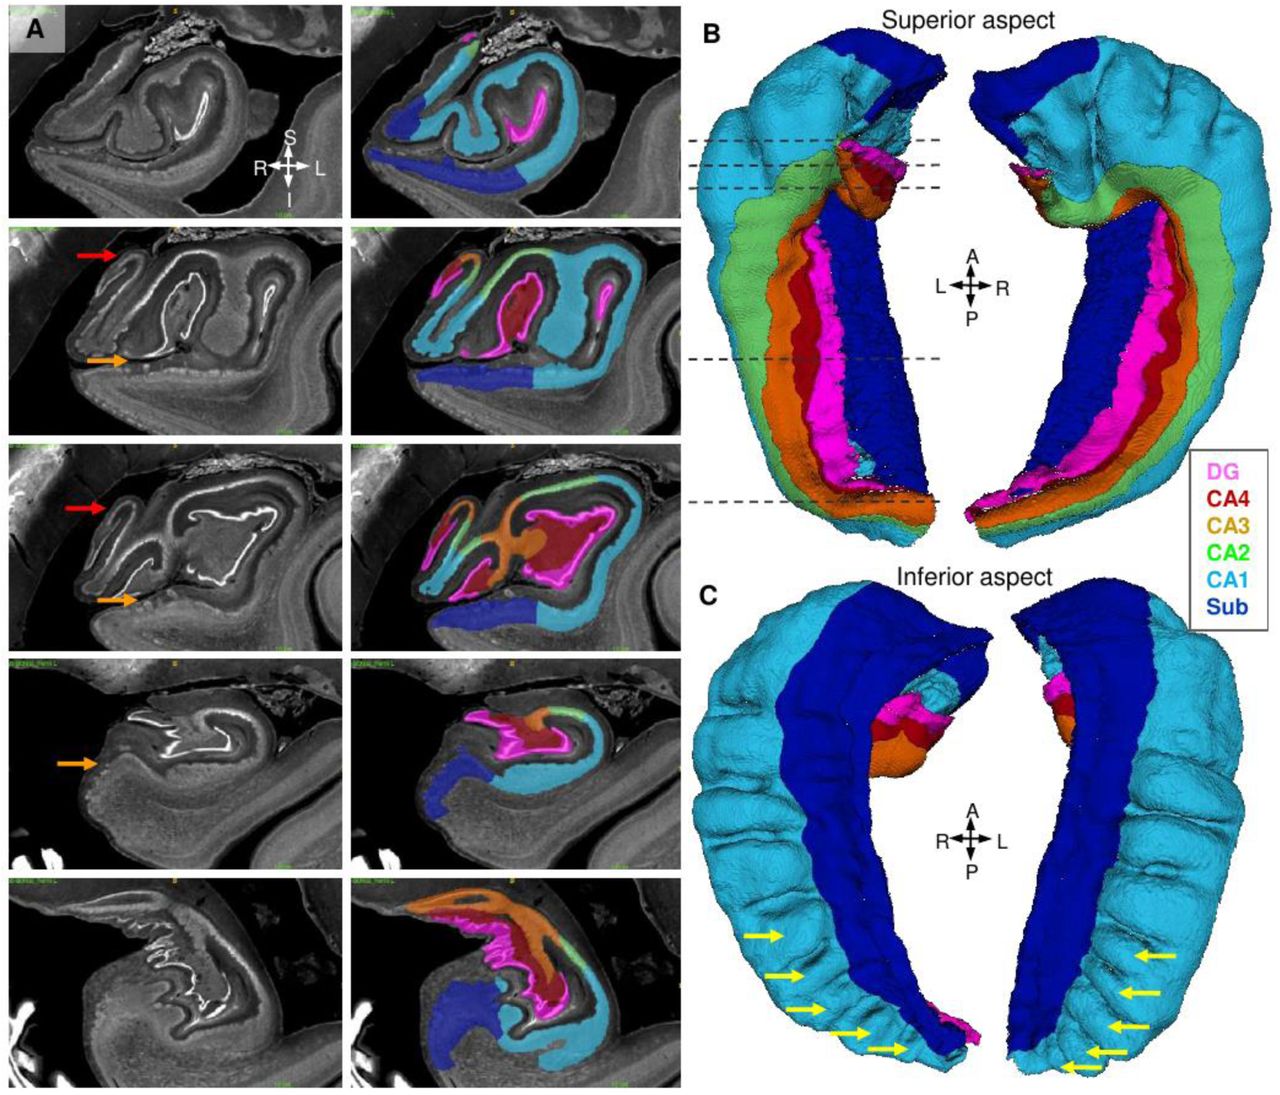 A
S
R L
I
B
Superior aspect
A
L R
P
DG
CA4
CA3
CA2
CA1
Sub
Inferior aspect
C
A
R L
P